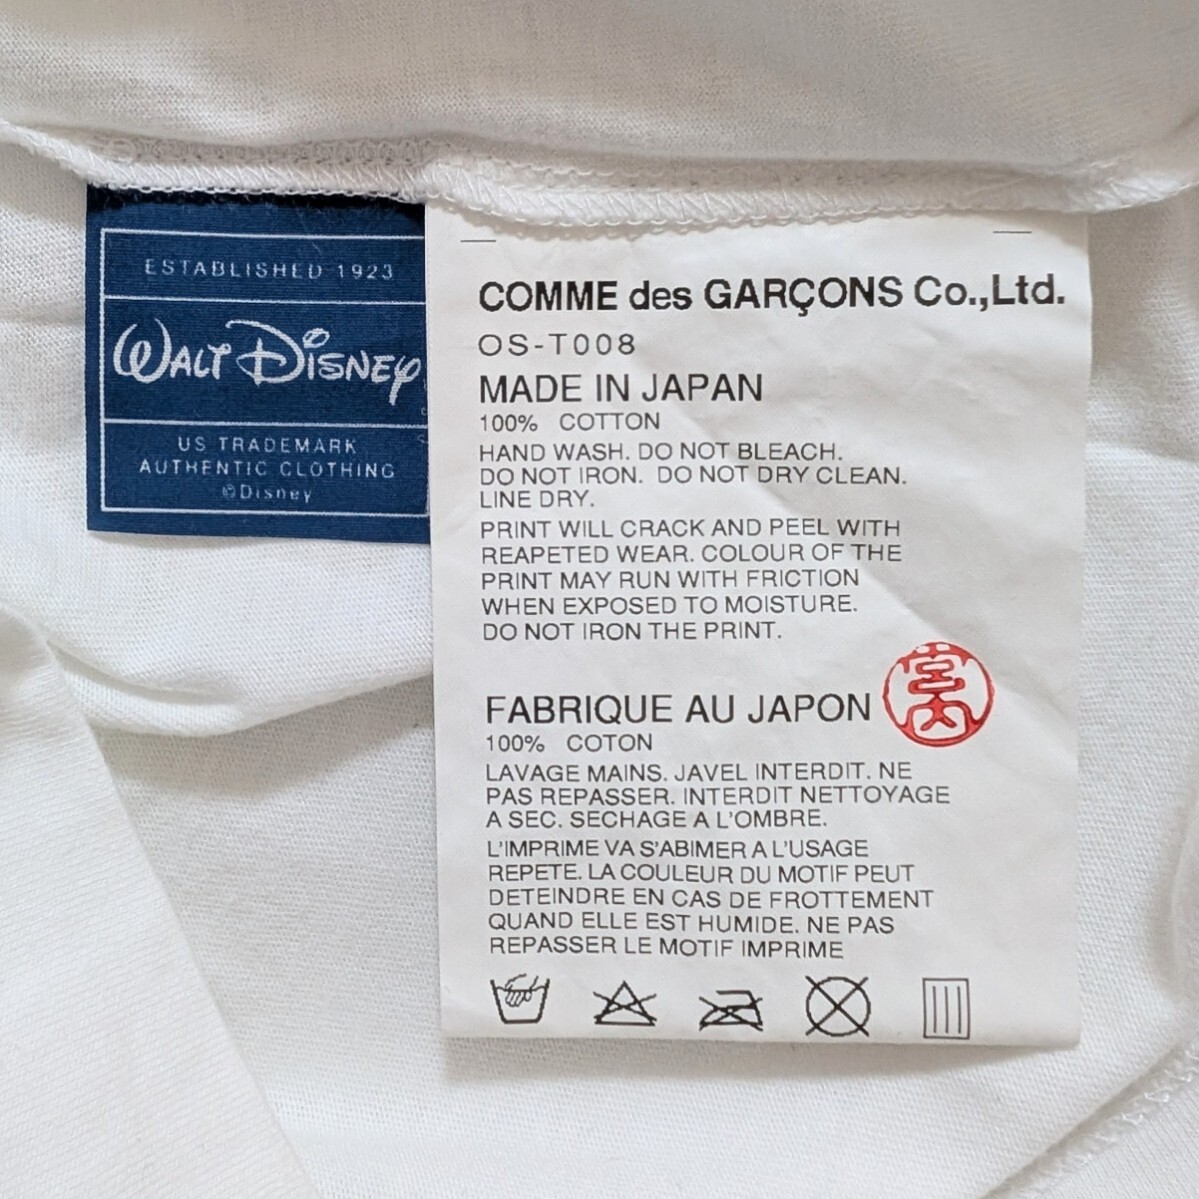 ESTABLISHED 1923
WALT DISNEY
US TRADEMARK
AUTHENTIC CLOTHING
©Disney
COMME des GARÇONS Co.,Ltd.
OS-T008
MADE IN JAPAN
100% COTTON
HAND WASH. DO NOT BLEACH.
DO NOT IRON. DO NOT DRY CLEAN.
LINE DRY.
PRINT WILL CRACK AND PEEL WITH
REAPETED WEAR. COLOUR OF THE
PRINT MAY RUN WITH FRICTION
WHEN EXPOSED TO MOISTURE.
DO NOT IRON THE PRINT.
FABRIQUE AU JAPON
100% COTON
LAVAGE MAINS. JAVEL INTERDIT. NE
PAS REPASSER. INTERDIT NETTOYAGE
A SEC. SECHAGE A L'OMBRE.
L'IMPRIME VA S'ABIMER A L'USAGE
REPETE. LA COULEUR DU MOTIF PEUT
DETEINDRE EN CAS DE FROTTEMENT
QUAND ELLE EST HUMIDE. NE PAS
REPASSER LE MOTIF IMPRIME